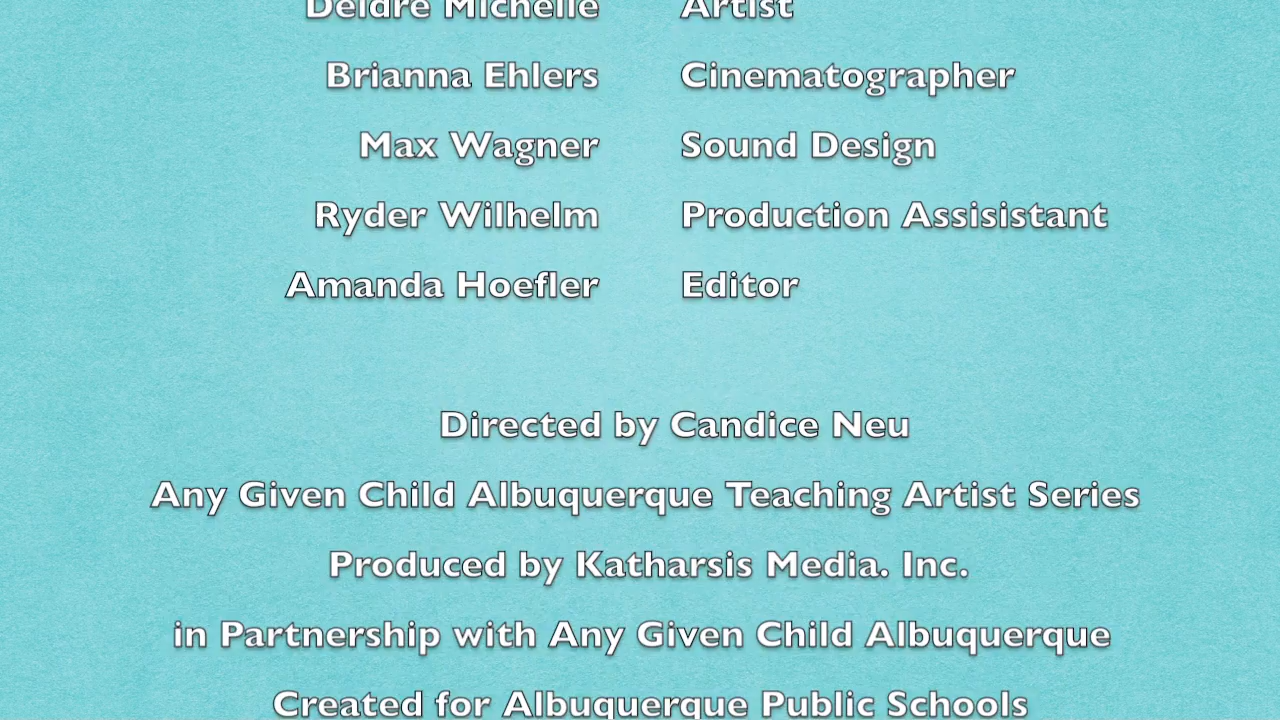 Deidre Michelle Artist
Brianna Ehlers Cinematographer
Max Wagner Sound Design
Ryder Wilhelm Production Assisistant
Amanda Hoefler Editor
Directed by Candice Neu
Any Given Child Albuquerque Teaching Artist Series
Produced by Katharsis Media. Inc.
in Partnership with Any Given Child Albuquerque
Created for Albuquerque Public Schools